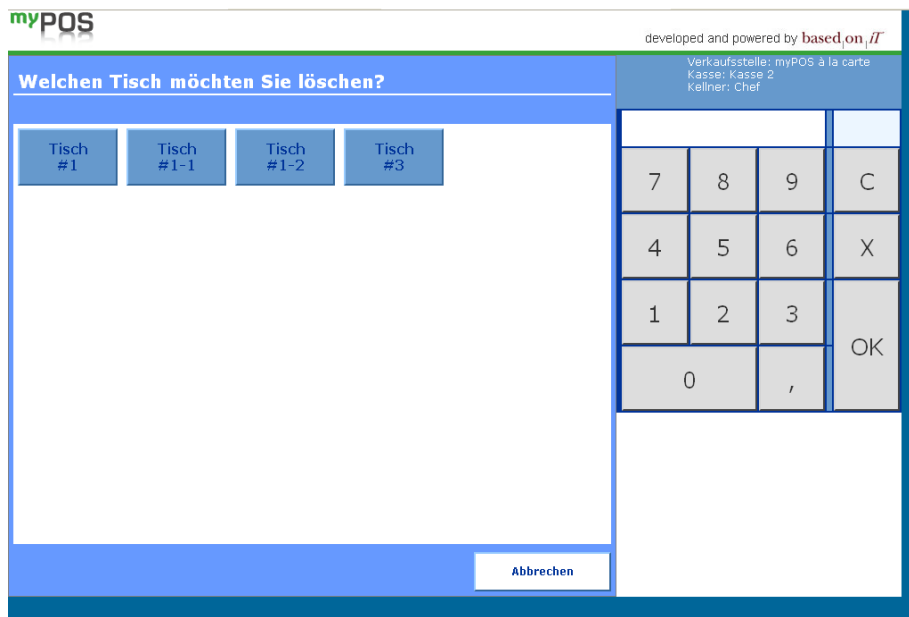 myPOS
developed and powered by based|on|iT
Welchen Tisch möchten Sie löschen?
Verkaufsstelle: myPOS à la carte
Kasse: Kasse 2
Kellner: Chef
Tisch
#1
Tisch
#1-1
Tisch
#1-2
Tisch
#3
7 8 9 C
4 5 6 X
1 2 3
OK
0 ,
Abbrechen